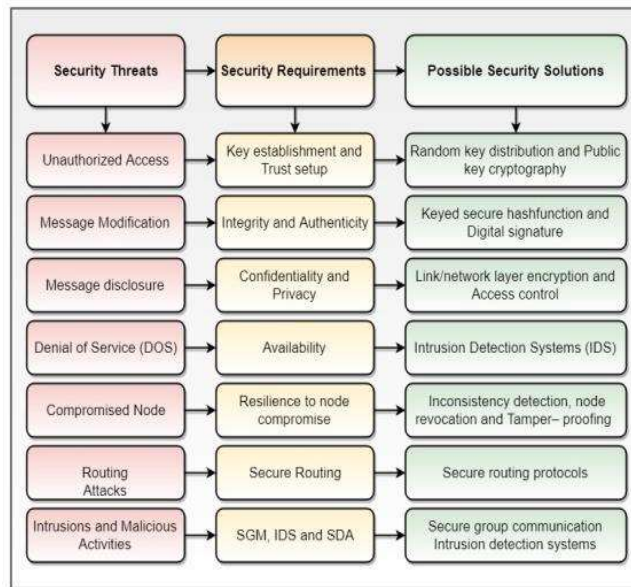 Security Threats
Security Requirements
Possible Security Solutions
Unauthorized Access
Key establishment and
Trust setup
Random key distribution and Public
key cryptography
Message Modification
Integrity and Authenticity
Keyed secure hashfunction and
Digital signature
Message disclosure
Confidentiality and
Privacy
Link/network layer encryption and
Access control
Denial of Service (DOS)
Availability
Intrusion Detection Systems (IDS)
Compromised Node
Resilience to node
compromise
Inconsistency detection, node
revocation and Tamper– proofing
Routing
Attacks
Secure Routing
Secure routing protocols
Intrusions and Malicious
Activities
SGM, IDS and SDA
Secure group communication
Intrusion detection systems